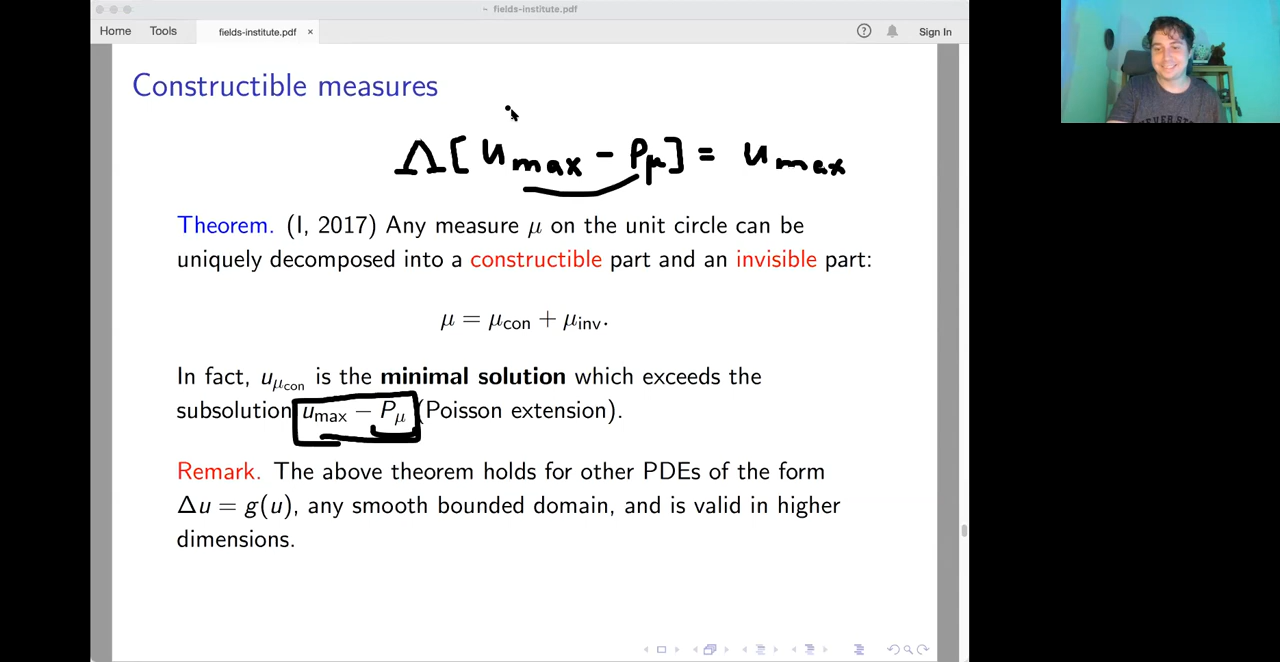 fields-institute.pdf
Home Tools fields-institute.pdf × ? Sign In
Constructible measures
Λ[u_max − P_μ] = u_max
Theorem. (I, 2017) Any measure μ on the unit circle can be
uniquely decomposed into a constructible part and an invisible part:
μ = μ_con + μ_inv.
In fact, u_μ_con is the minimal solution which exceeds the
subsolution u_max − P_μ (Poisson extension).
Remark. The above theorem holds for other PDEs of the form
Δu = g(u), any smooth bounded domain, and is valid in higher
dimensions.